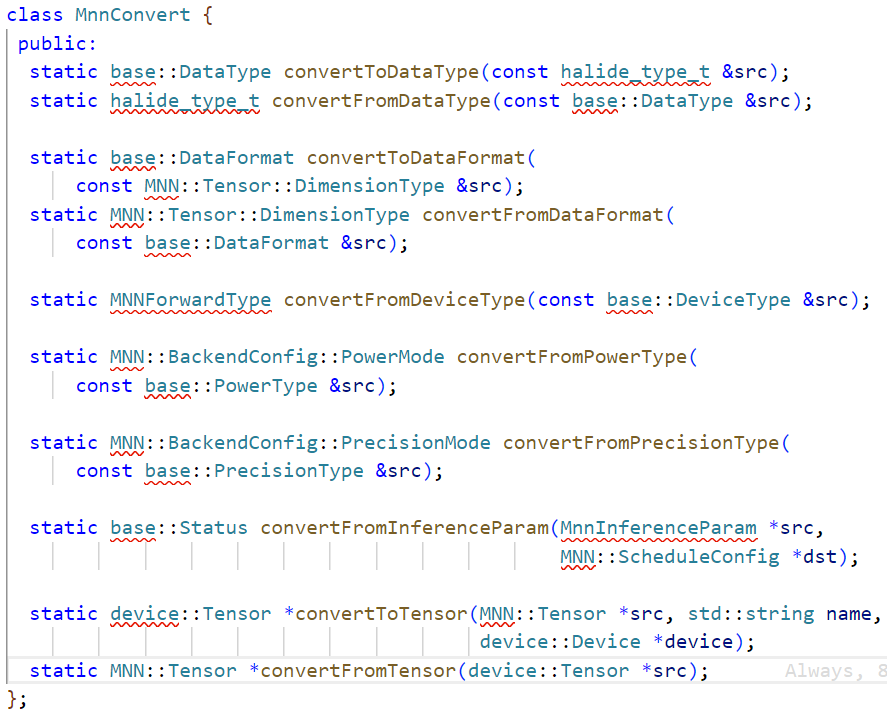 class MnnConvert {
 public:
  static base::DataType convertToDataType(const halide_type_t &src);
  static halide_type_t convertFromDataType(const base::DataType &src);

  static base::DataFormat convertToDataFormat(
      const MNN::Tensor::DimensionType &src);
  static MNN::Tensor::DimensionType convertFromDataFormat(
      const base::DataFormat &src);

  static MNNForwardType convertFromDeviceType(const base::DeviceType &src);

  static MNN::BackendConfig::PowerMode convertFromPowerType(
      const base::PowerType &src);

  static MNN::BackendConfig::PrecisionMode convertFromPrecisionType(
      const base::PrecisionType &src);

  static base::Status convertFromInferenceParam(MnnInferenceParam *src,
                                                MNN::ScheduleConfig *dst);

  static device::Tensor *convertToTensor(MNN::Tensor *src, std::string name,
                                         device::Device *device);
  static MNN::Tensor *convertFromTensor(device::Tensor *src); Always, 8
};